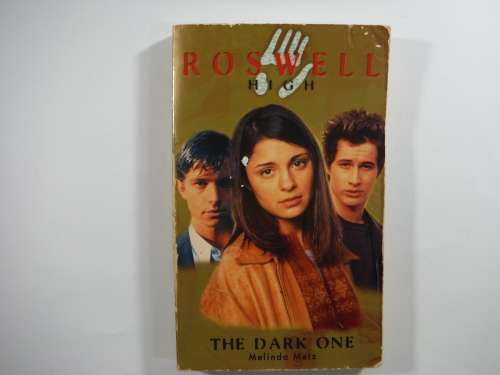 ROSWELL
HIGH
THE DARK ONE
Melinda Metz